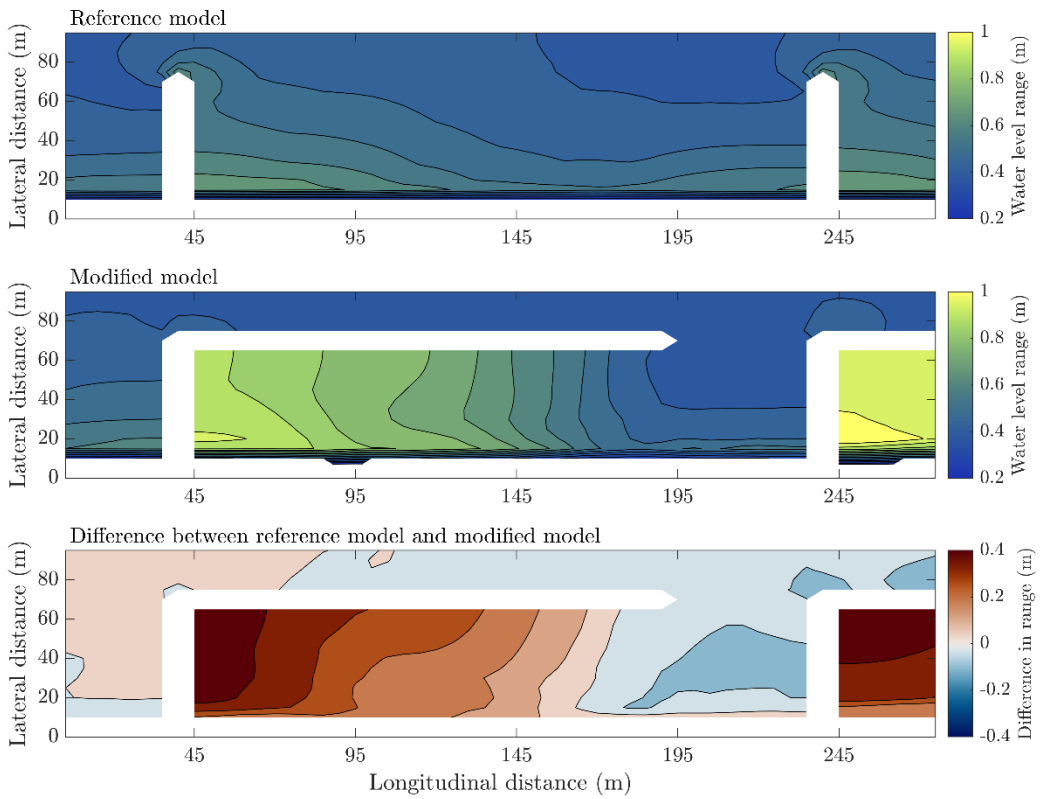 Reference model
Lateral distance (m)
80
60
40
20
0
45 95 145 195 245
1
0.8
0.6
0.4
0.2
Water level range (m)
Modified model
Lateral distance (m)
80
60
40
20
0
45 95 145 195 245
1
0.8
0.6
0.4
0.2
Water level range (m)
Difference between reference model and modified model
Lateral distance (m)
80
60
40
20
0
45 95 145 195 245
Longitudinal distance (m)
0.4
0.2
0
-0.2
-0.4
Difference in range (m)